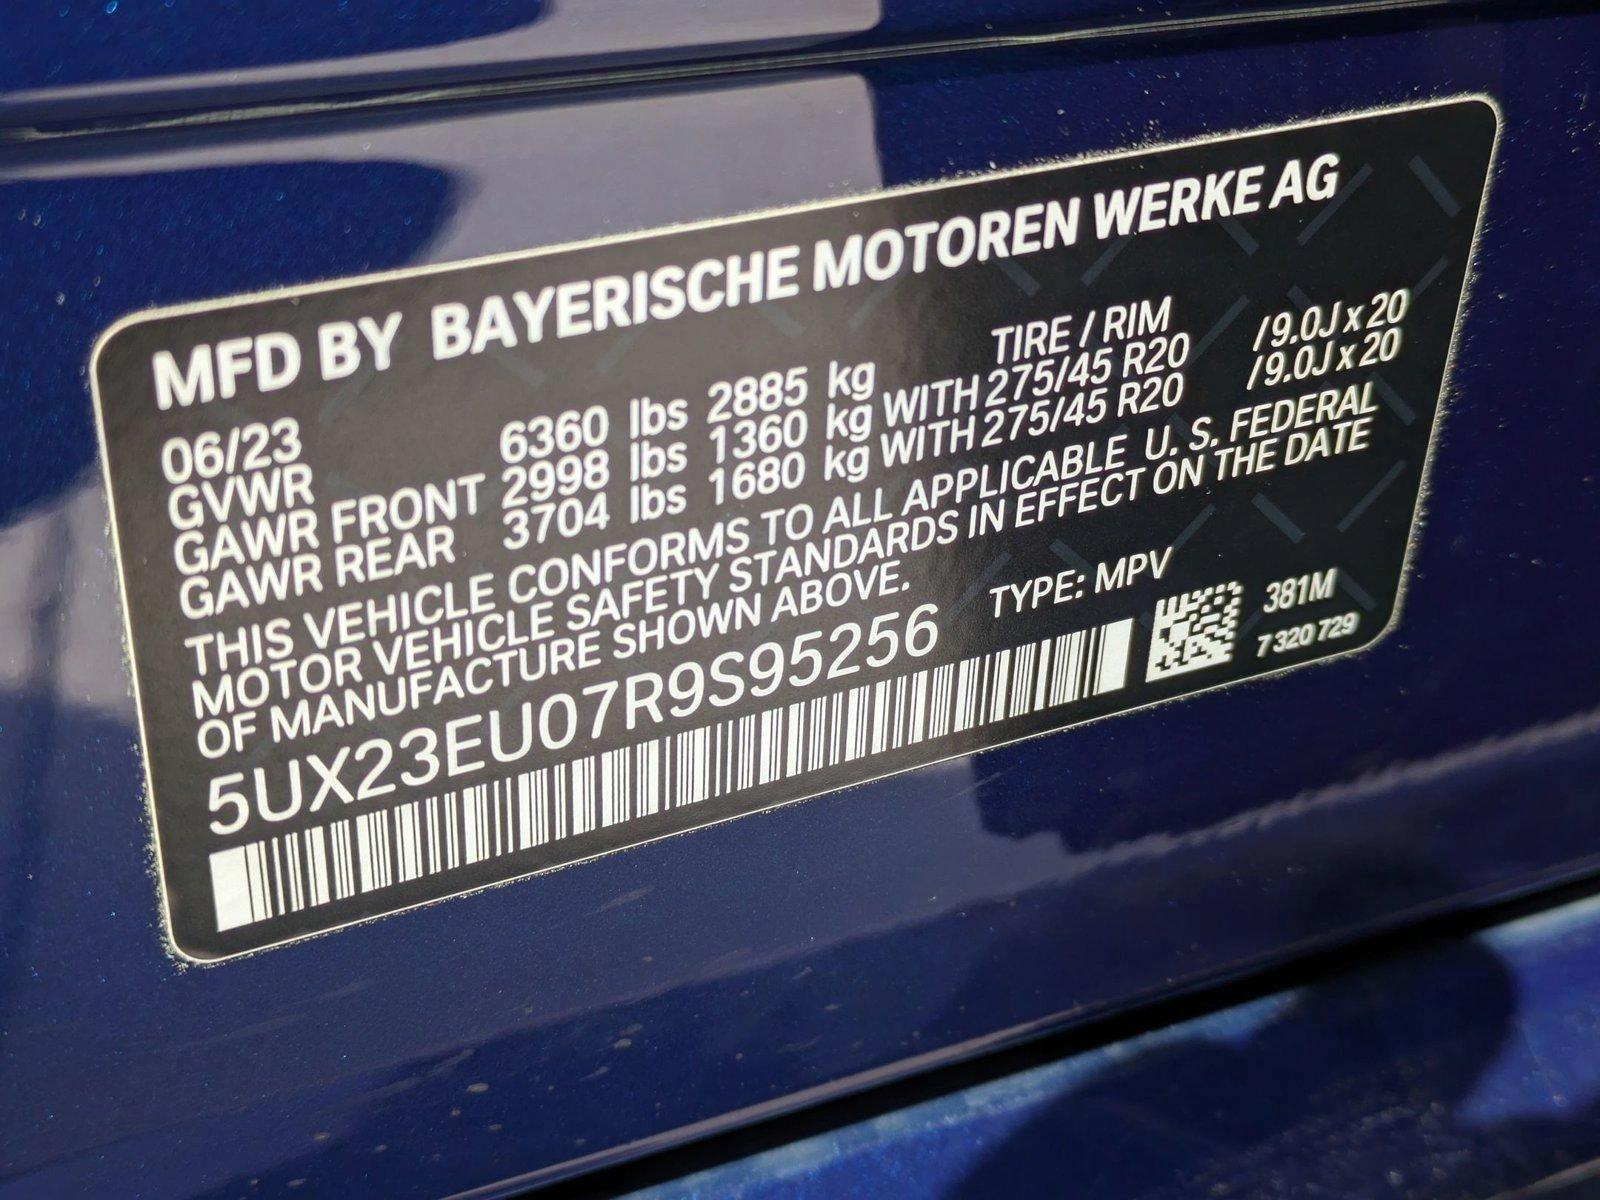 MFD BY BAYERISCHE MOTOREN WERKE AG
06/23 TIRE / RIM
GVWR 6360 lbs 2885 kg
GAWR FRONT 2998 lbs 1360 kg WITH 275/45 R20 /9.0J x 20
GAWR REAR 3704 lbs 1680 kg WITH 275/45 R20 /9.0J x 20
THIS VEHICLE CONFORMS TO ALL APPLICABLE U. S. FEDERAL
MOTOR VEHICLE SAFETY STANDARDS IN EFFECT ON THE DATE
OF MANUFACTURE SHOWN ABOVE.
5UX23EU07R9S95256 TYPE: MPV
381M
7 320 729